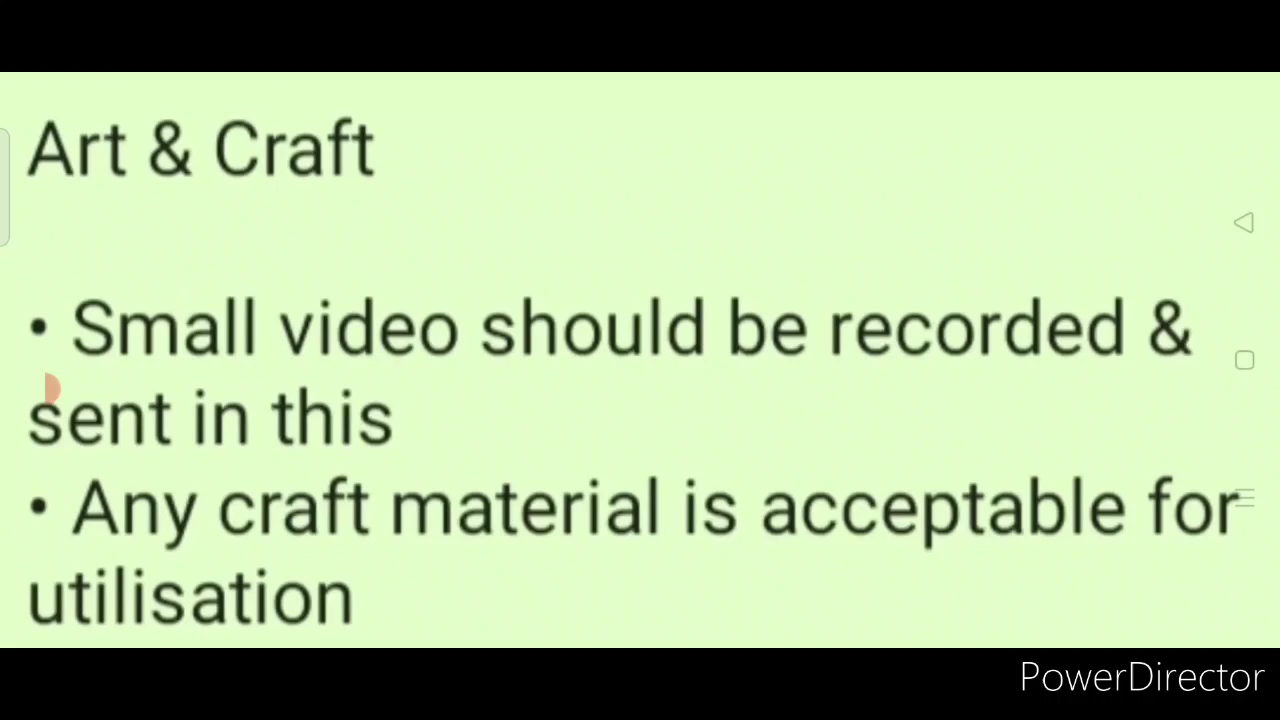 Art & Craft
• Small video should be recorded &
sent in this
• Any craft material is acceptable for
utilisation
PowerDirector